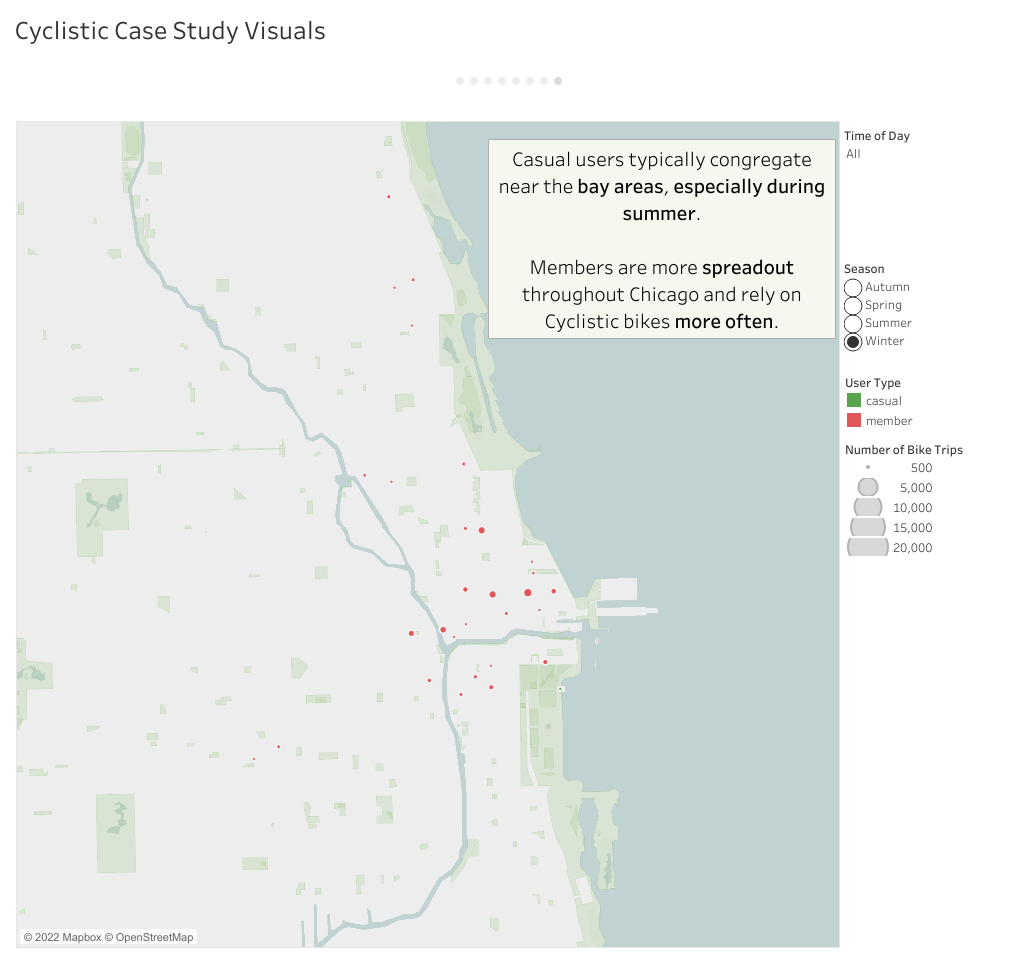 Cyclistic Case Study Visuals
Casual users typically congregate
near the bay areas, especially during
summer.
Members are more spreadout
throughout Chicago and rely on
Cyclistic bikes more often.
Time of Day
All
Season
Autumn
Spring
Summer
Winter
User Type
casual
member
Number of Bike Trips
500
5,000
10,000
15,000
20,000
© 2022 Mapbox © OpenStreetMap